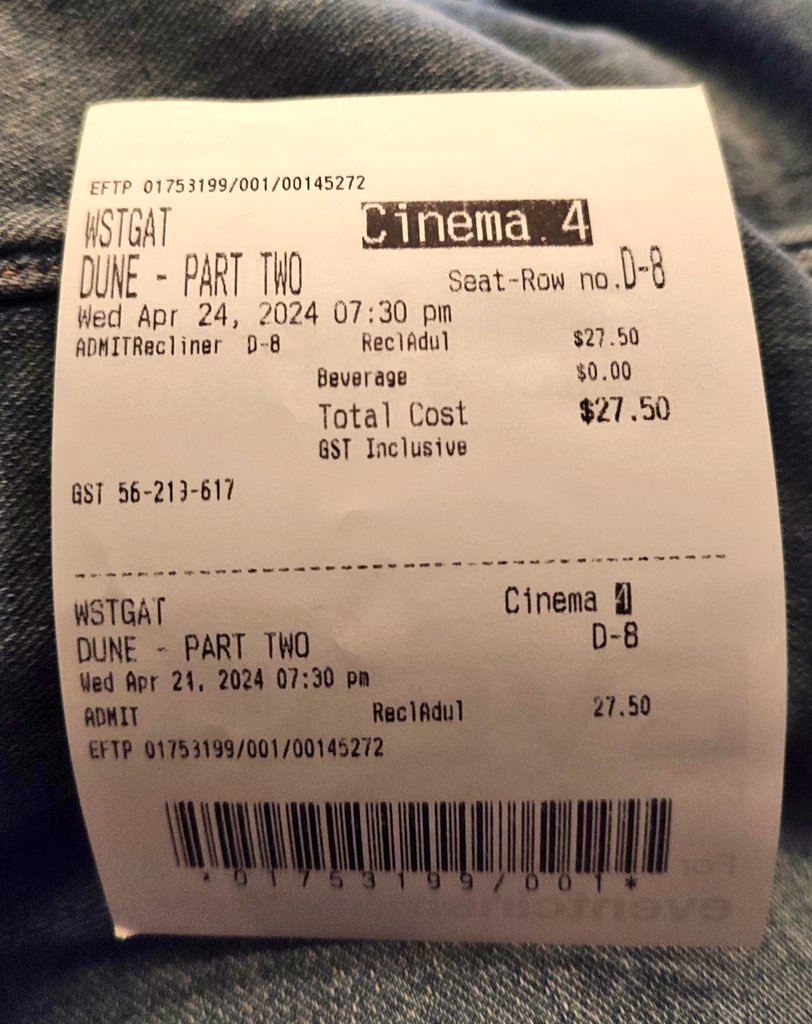 EFTP 01753199/001/00145272
WSTGAT Cinema 4
DUNE - PART TWO Seat-Row no.D-8
Wed Apr 24, 2024 07:30 pm
ADMITRecliner D-8 ReclAdul $27.50
Beverage $0.00
Total Cost $27.50
GST Inclusive
GST 56-213-617
WSTGAT Cinema 4
DUNE - PART TWO D-8
Wed Apr 24, 2024 07:30 pm
ADMIT ReclAdul 27.50
EFTP 01753199/001/00145272
*01753199/001*